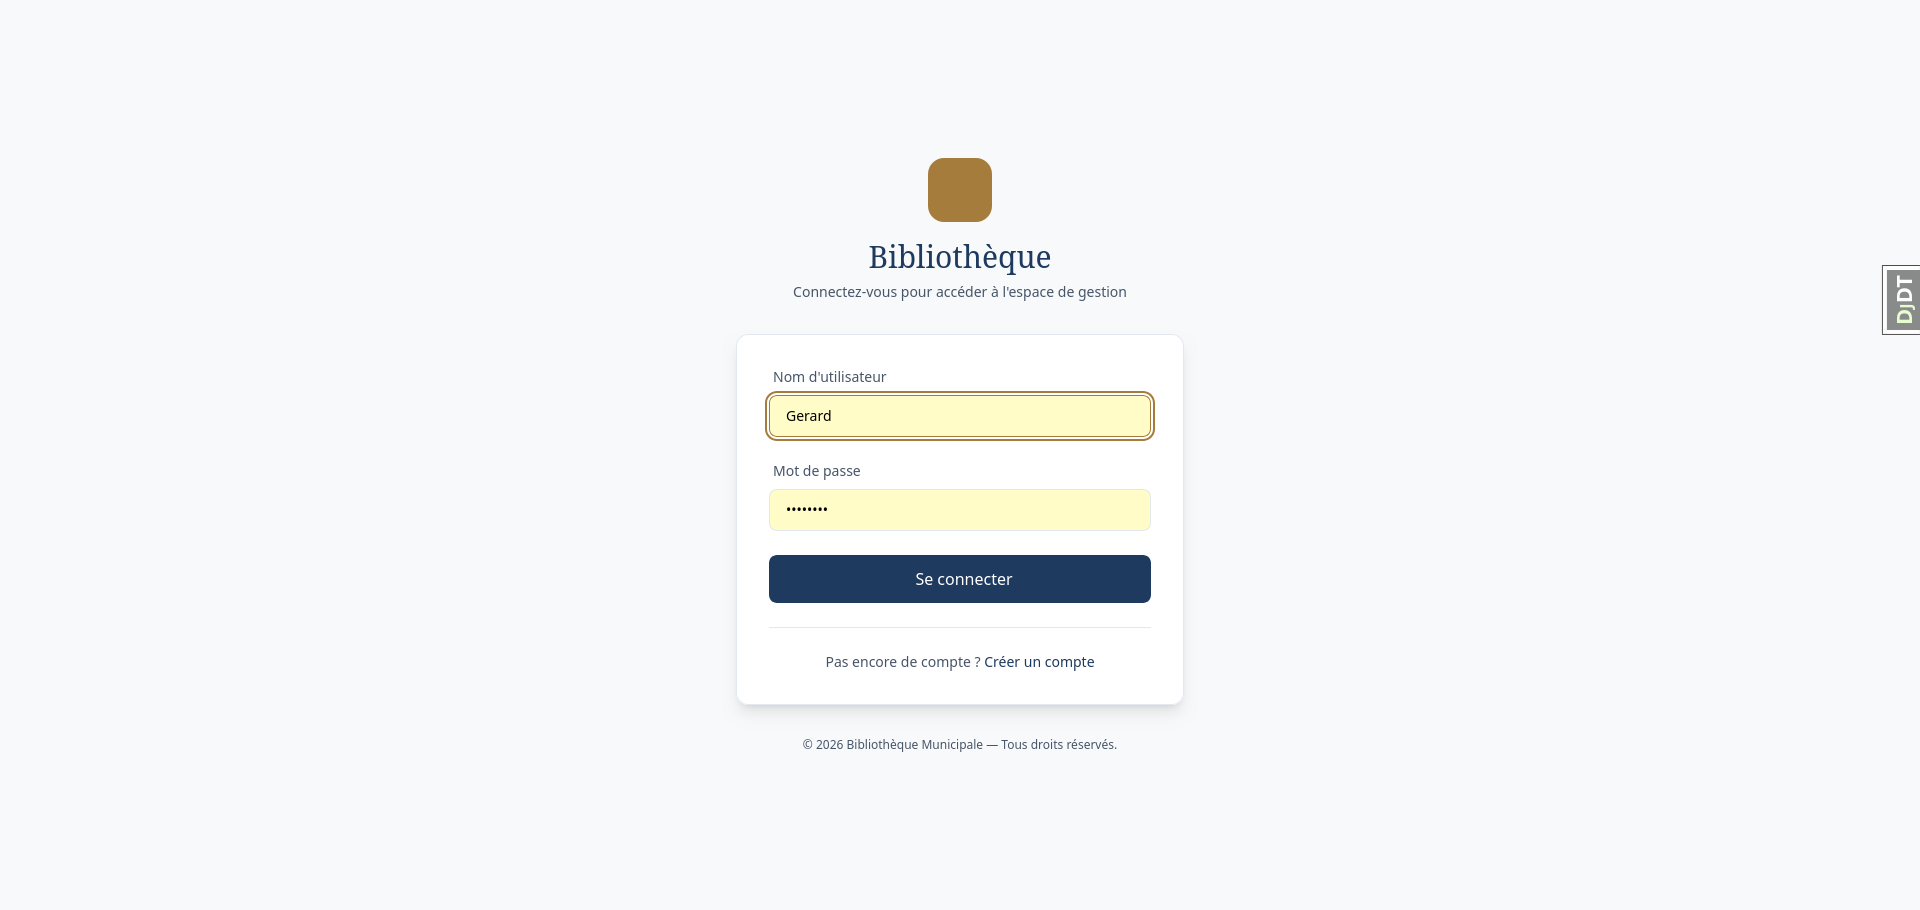 Bibliothèque
Connectez-vous pour accéder à l'espace de gestion
DjDT
Nom d'utilisateur
Gerard
Mot de passe
••••••••
Se connecter
Pas encore de compte ? Créer un compte
© 2026 Bibliothèque Municipale — Tous droits réservés.